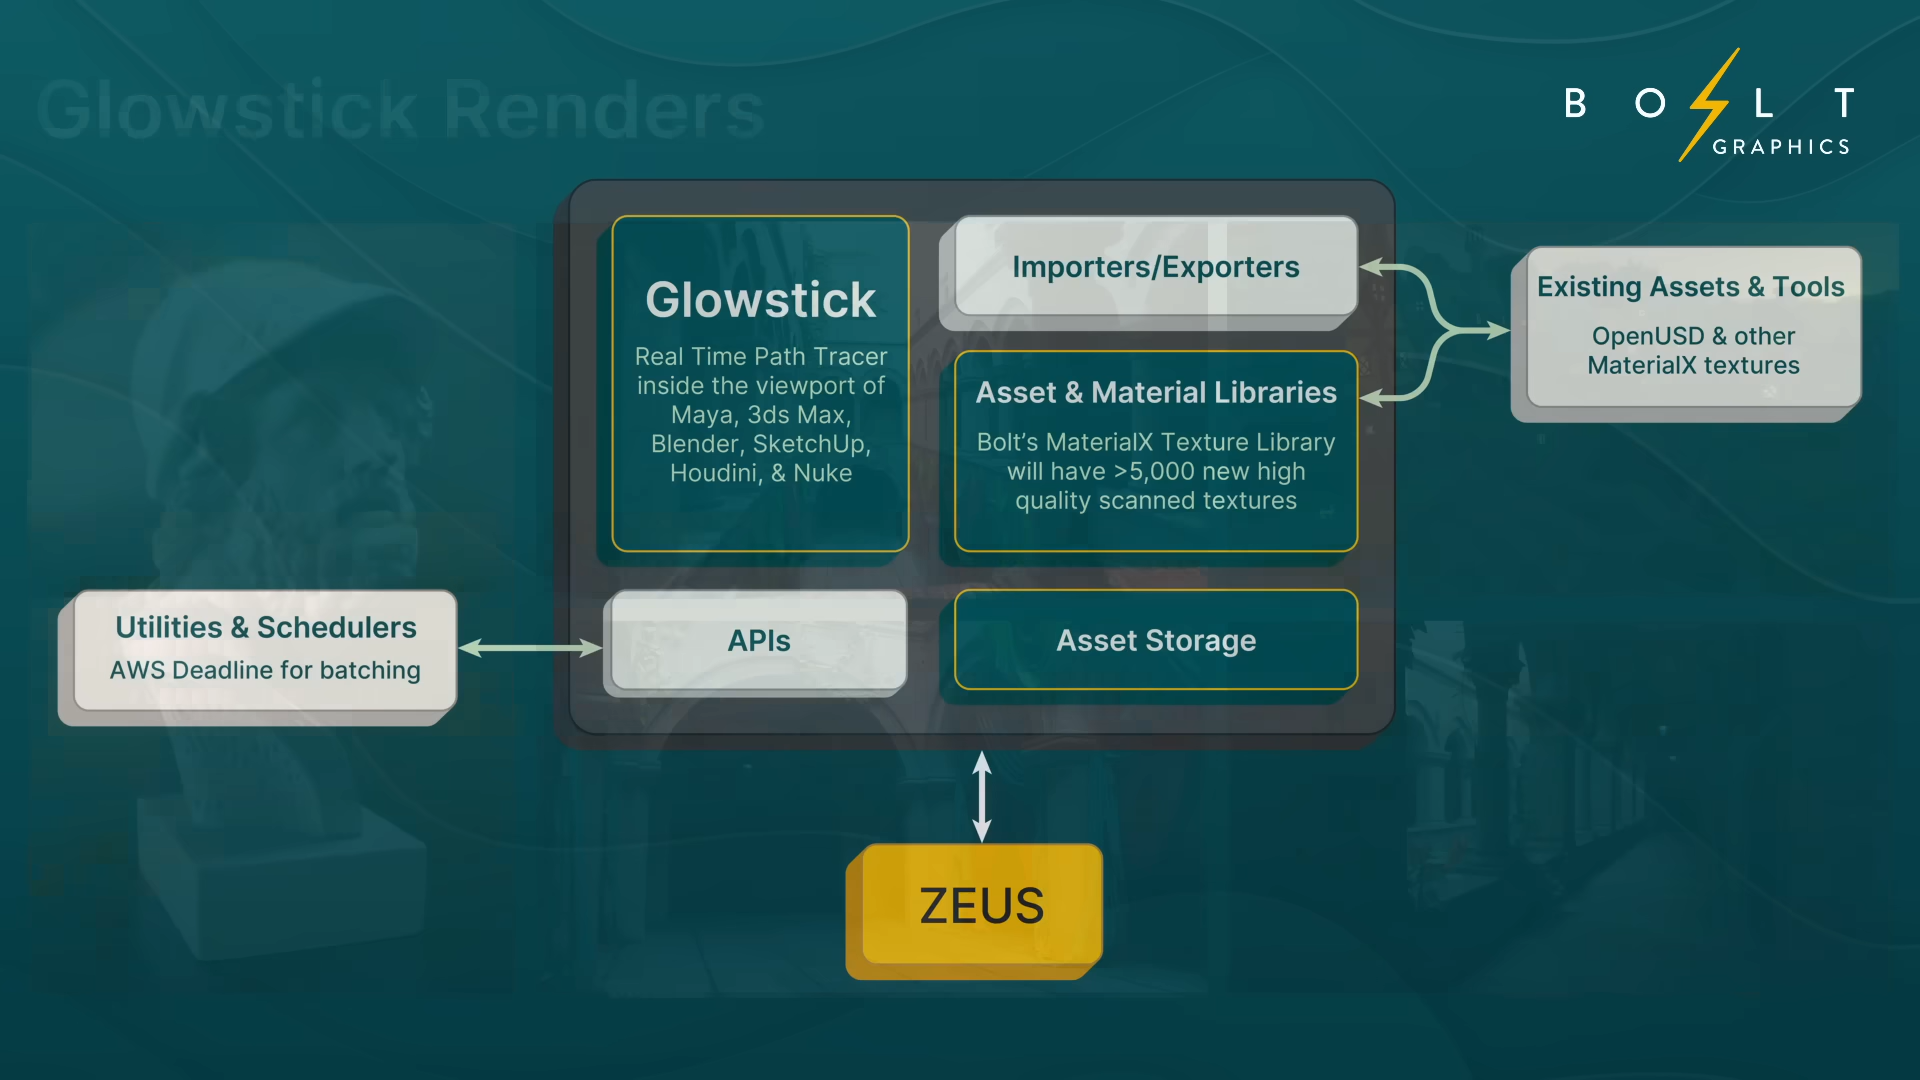 Glowstick Renders
B O L T
GRAPHICS
Glowstick
Real Time Path Tracer
inside the viewport of
Maya, 3ds Max,
Blender, SketchUp,
Houdini, & Nuke
Importers/Exporters
Asset & Material Libraries
Bolt's MaterialX Texture Library
will have >5,000 new high
quality scanned textures
Existing Assets & Tools
OpenUSD & other
MaterialX textures
Utilities & Schedulers
AWS Deadline for batching
APIs
Asset Storage
ZEUS